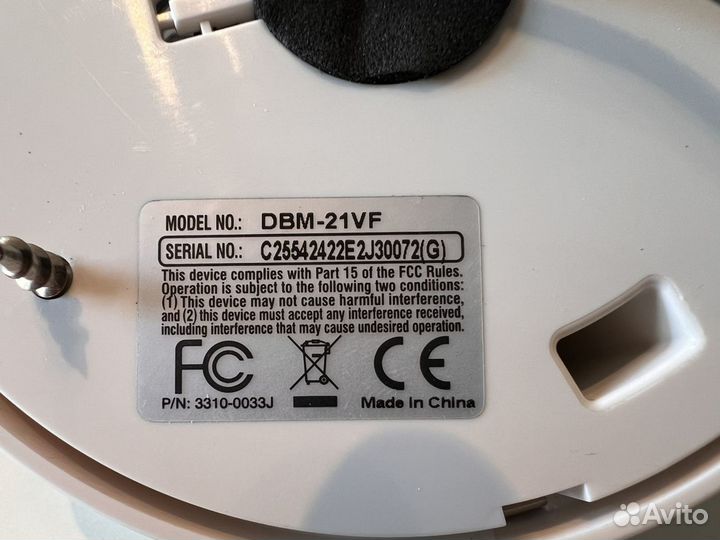 MODEL NO.: DBM-21VF
SERIAL NO.: C25542422E2J30072(G)
This device complies with Part 15 of the FCC Rules.
Operation is subject to the following two conditions:
(1) This device may not cause harmful interference,
and (2) this device must accept any interference received,
including interference that may cause undesired operation.
FC CE
P/N: 3310-0033J Made in China
Avito